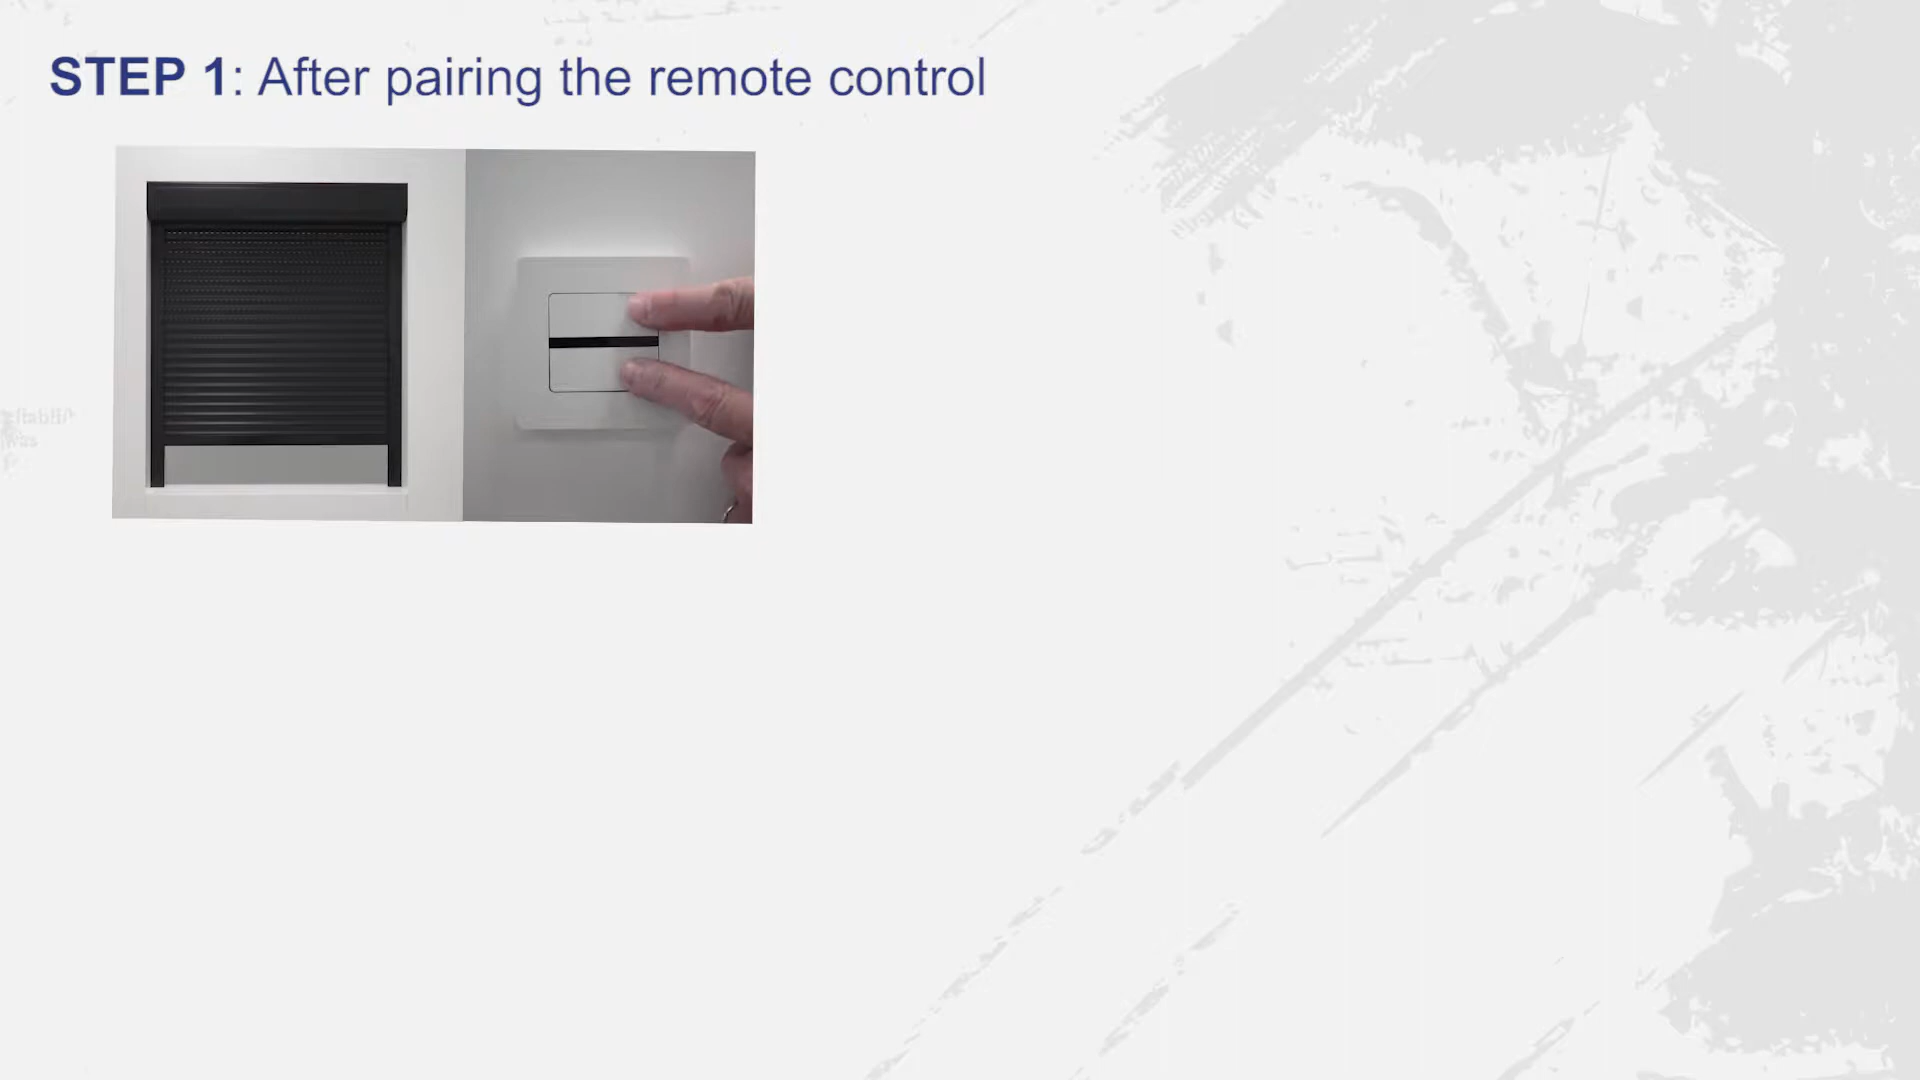 STEP 1: After pairing the remote control